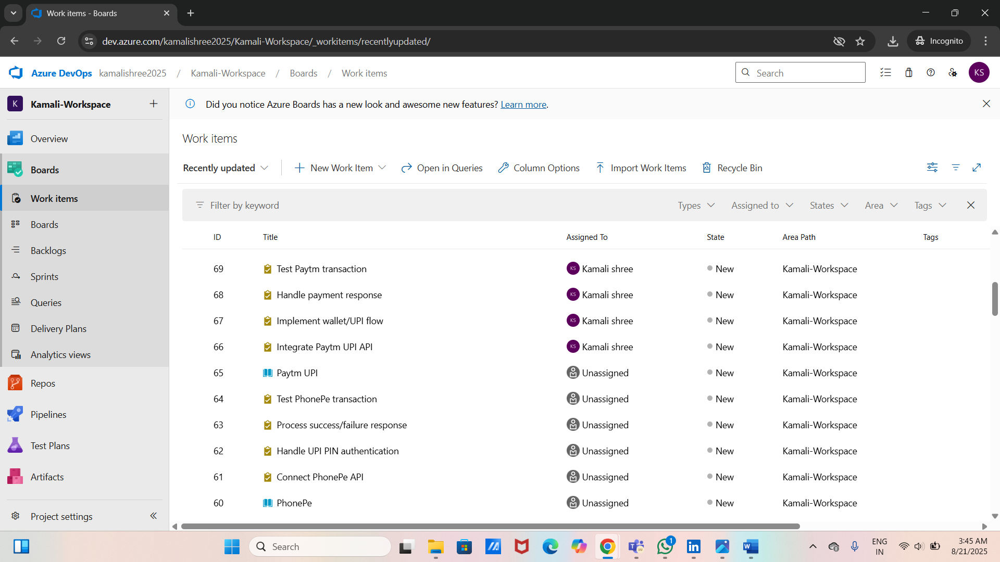 Work items - Boards
dev.azure.com/kamalishree2025/Kamali-Workspace/_workitems/recentlyupdated/
Incognito
Azure DevOps kamalishree2025 / Kamali-Workspace / Boards / Work items
Search
KS
K Kamali-Workspace
Did you notice Azure Boards has a new look and awesome new features? Learn more.
Overview
Boards
Work items
Boards
Backlogs
Sprints
Queries
Delivery Plans
Analytics views
Repos
Pipelines
Test Plans
Artifacts
Project settings
Work items
Recently updated New Work Item Open in Queries Column Options Import Work Items Recycle Bin
Filter by keyword Types Assigned to States Area Tags
ID Title Assigned To State Area Path Tags
69 Test Paytm transaction KS Kamali shree New Kamali-Workspace
68 Handle payment response KS Kamali shree New Kamali-Workspace
67 Implement wallet/UPI flow KS Kamali shree New Kamali-Workspace
66 Integrate Paytm UPI API KS Kamali shree New Kamali-Workspace
65 Paytm UPI Unassigned New Kamali-Workspace
64 Test PhonePe transaction Unassigned New Kamali-Workspace
63 Process success/failure response Unassigned New Kamali-Workspace
62 Handle UPI PIN authentication Unassigned New Kamali-Workspace
61 Connect PhonePe API Unassigned New Kamali-Workspace
60 PhonePe Unassigned New Kamali-Workspace
Search
1
ENG
IN
3:45 AM
8/21/2025